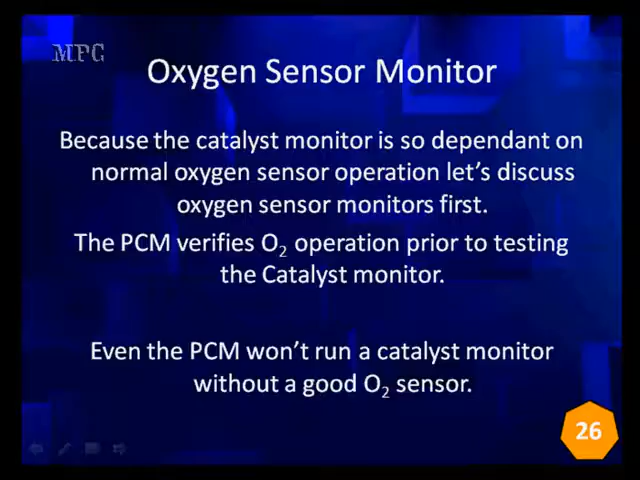 MPC
Oxygen Sensor Monitor
Because the catalyst monitor is so dependant on
normal oxygen sensor operation let's discuss
oxygen sensor monitors first.
The PCM verifies O₂ operation prior to testing
the Catalyst monitor.
Even the PCM won't run a catalyst monitor
without a good O₂ sensor.
26